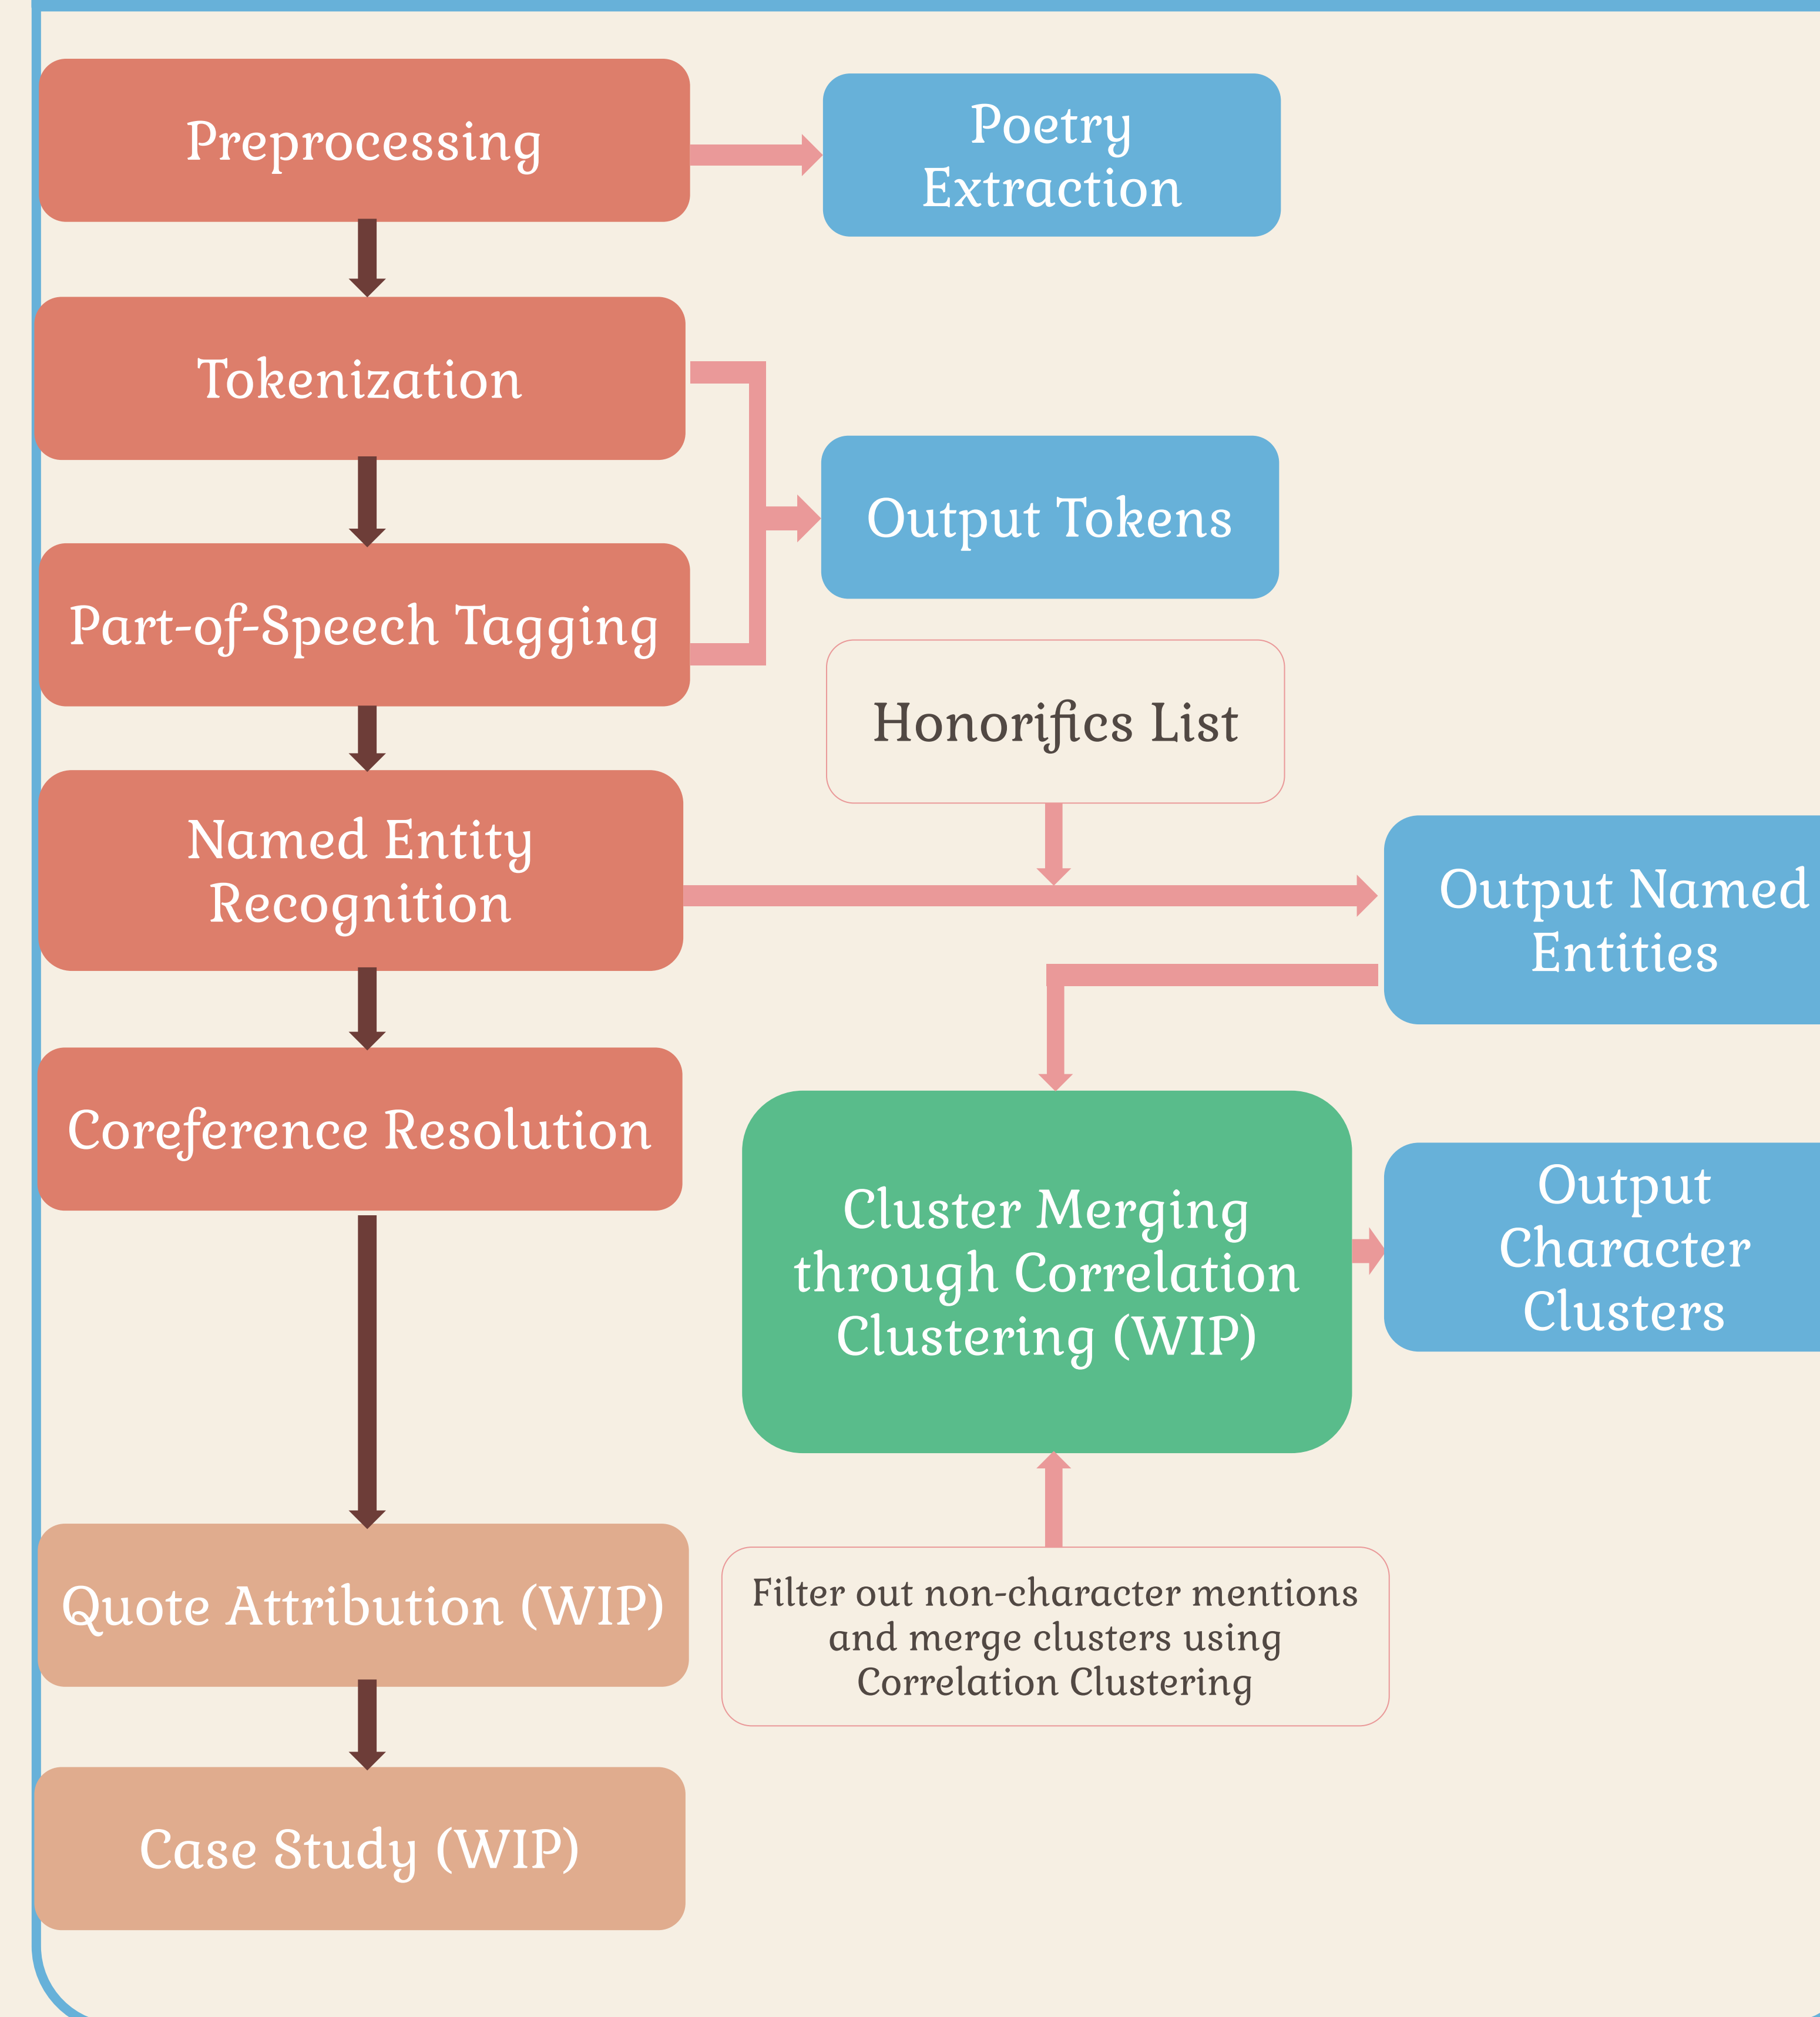 Preprocessing
Poetry
Extraction
Tokenization
Output Tokens
Part-of-Speech Tagging
Honorifics List
Named Entity
Recognition
Output Named
Entities
Coreference Resolution
Cluster Merging
through Correlation
Clustering (WIP)
Output
Character
Clusters
Quote Attribution (WIP)
Filter out non-character mentions
and merge clusters using
Correlation Clustering
Case Study (WIP)